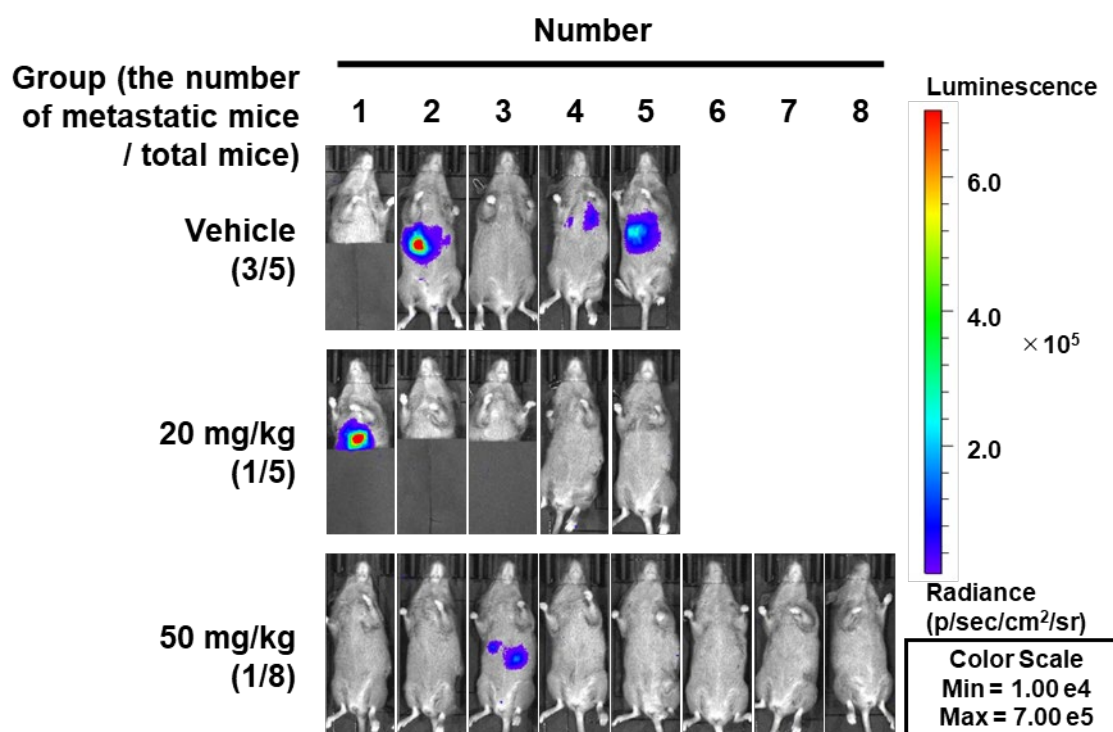 Number
Group (the number
of metastatic mice
/ total mice)
1 2 3 4 5 6 7 8
Vehicle
(3/5)
20 mg/kg
(1/5)
50 mg/kg
(1/8)
Luminescence
6.0
4.0
×10⁵
2.0
Radiance
(p/sec/cm²/sr)
Color Scale
Min = 1.00 e4
Max = 7.00 e5